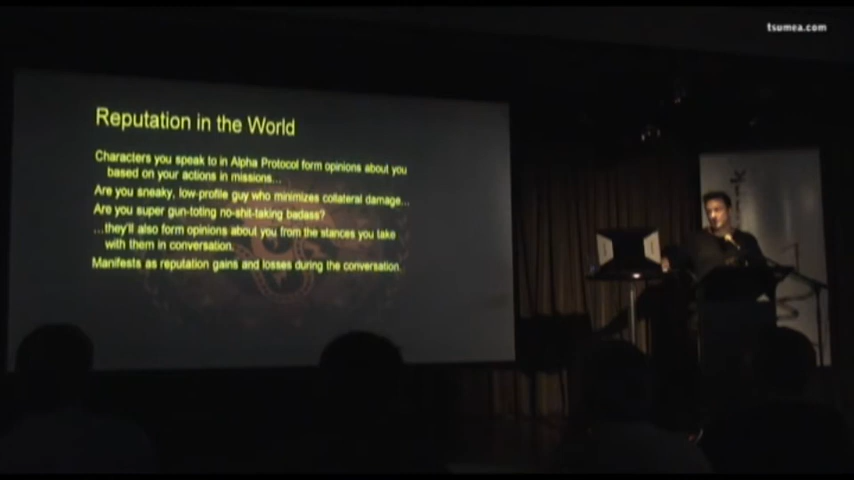 tsumea.com
Reputation in the World
Characters you speak to in Alpha Protocol form opinions about you
based on your actions in missions...
Are you sneaky, low-profile guy who minimizes collateral damage...
Are you super gun-toting no-shit-taking badass?
...they'll also form opinions about you from the stances you take
with them in conversation.
Manifests as reputation gains and losses during the conversation.